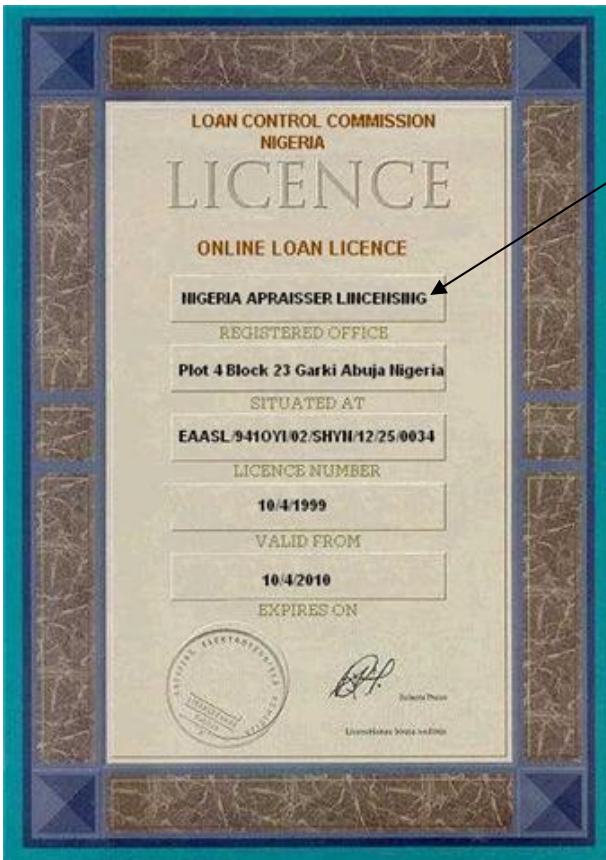 LOAN CONTROL COMMISSION
NIGERIA
LICENCE
ONLINE LOAN LICENCE
NIGERIA APRAISSER LINCENSING
REGISTERED OFFICE
Plot 4 Block 23 Garki Abuja Nigeria
SITUATED AT
EAASL/941OYI/02/SHYN/12/25/0034
LICENCE NUMBER
10/4/1999
VALID FROM
10/4/2010
EXPIRES ON